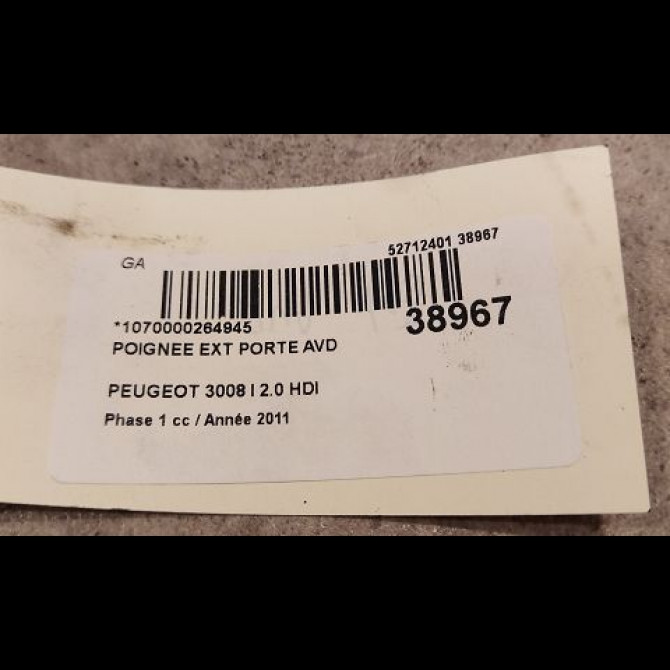 GA
52712401 38967
*1070000264945
38967
POIGNEE EXT PORTE AVD
PEUGEOT 3008 I 2.0 HDI
Phase 1 cc / Année 2011